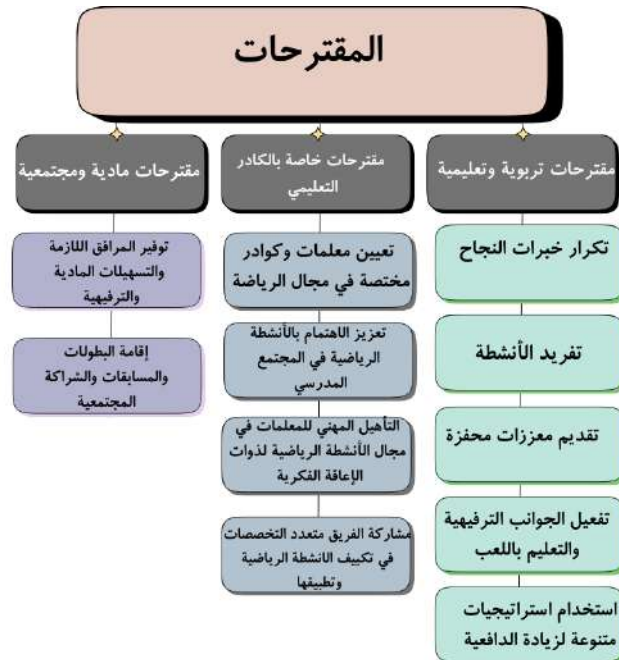 المقترحات
مقترحات تربوية وتعليمية
تكرار خبرات النجاح
تفريد الأنشطة
تقديم معززات محفزة
تفعيل الجوانب الترفيهية
والتعليم باللعب
استخدام استراتيجيات
متنوعة لزيادة الدافعية
مقترحات خاصة بالكادر
التعليمي
تعيين معلمات وكوادر
مختصة في مجال الرياضة
تعزيز الاهتمام بالأنشطة
الرياضية في المجتمع
المدرسي
التأهيل المهني للمعلمات في
مجال الأنشطة الرياضية لذوات
الإعاقة الفكرية
مشاركة الفريق متعدد التخصصات
في تكييف الانشطة الرياضية
وتطبيقها
مقترحات مادية ومجتمعية
توفير المرافق اللازمة
والتسهيلات المادية
والترفيهية
إقامة البطولات
والمسابقات والشراكة
المجتمعية